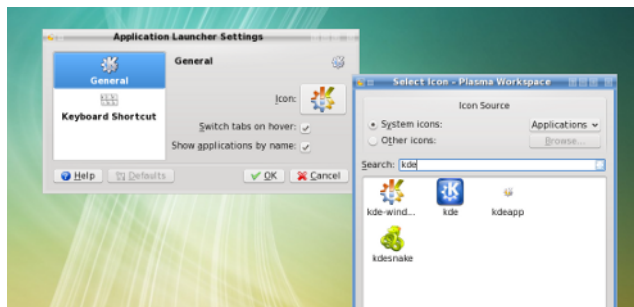 Application Launcher Settings
General
Keyboard Shortcut
General
Icon:
Switch tabs on hover:
Show applications by name:
Help
Defaults
OK
Cancel
Select Icon - Plasma Workspace
Icon Source
System icons:
Applications
Other icons:
Browse...
Search: kde
kde-wind...
kde
kdeapp
kdesnake